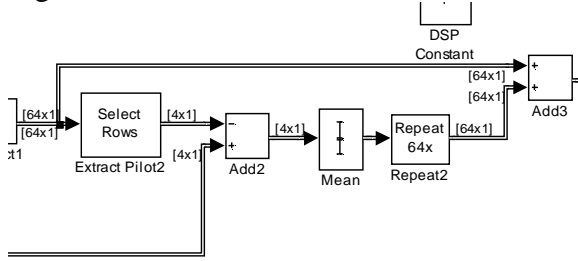 DSP
Constant
[64x1]
[64x1]
Add3
[64x1]
[64x1]
ct1
Select
Rows
Extract Pilot2
[4x1]
[4x1]
Add2
[4x1]
Mean
Repeat
64x
Repeat2
[64x1]